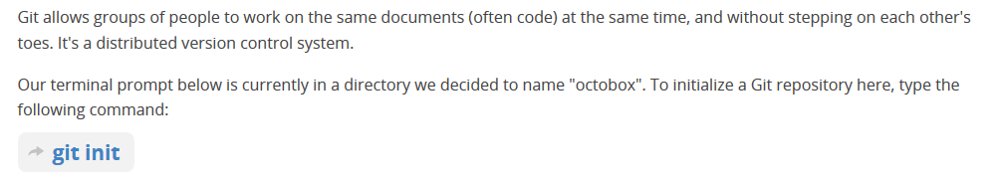 Git allows groups of people to work on the same documents (often code) at the same time, and without stepping on each other's
toes. It's a distributed version control system.
Our terminal prompt below is currently in a directory we decided to name "octobox". To initialize a Git repository here, type the
following command:
git init